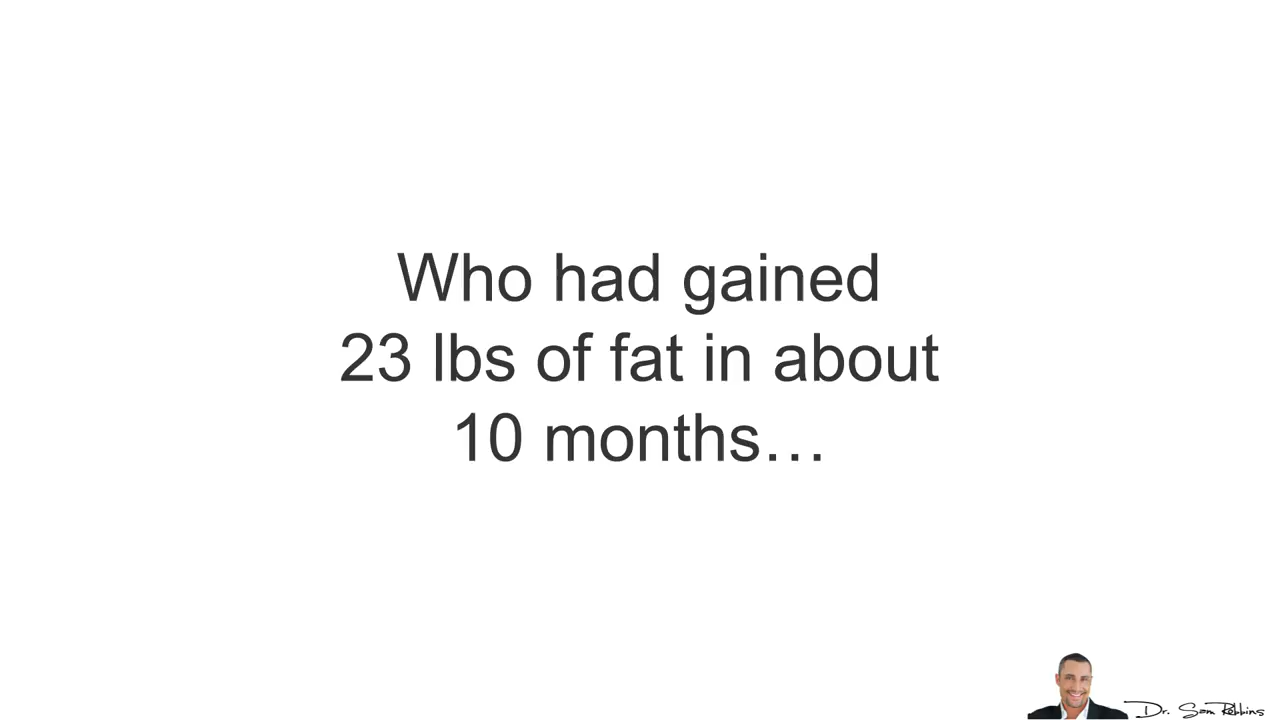 Who had gained
23 lbs of fat in about
10 months…
Dr. Sam Robbins